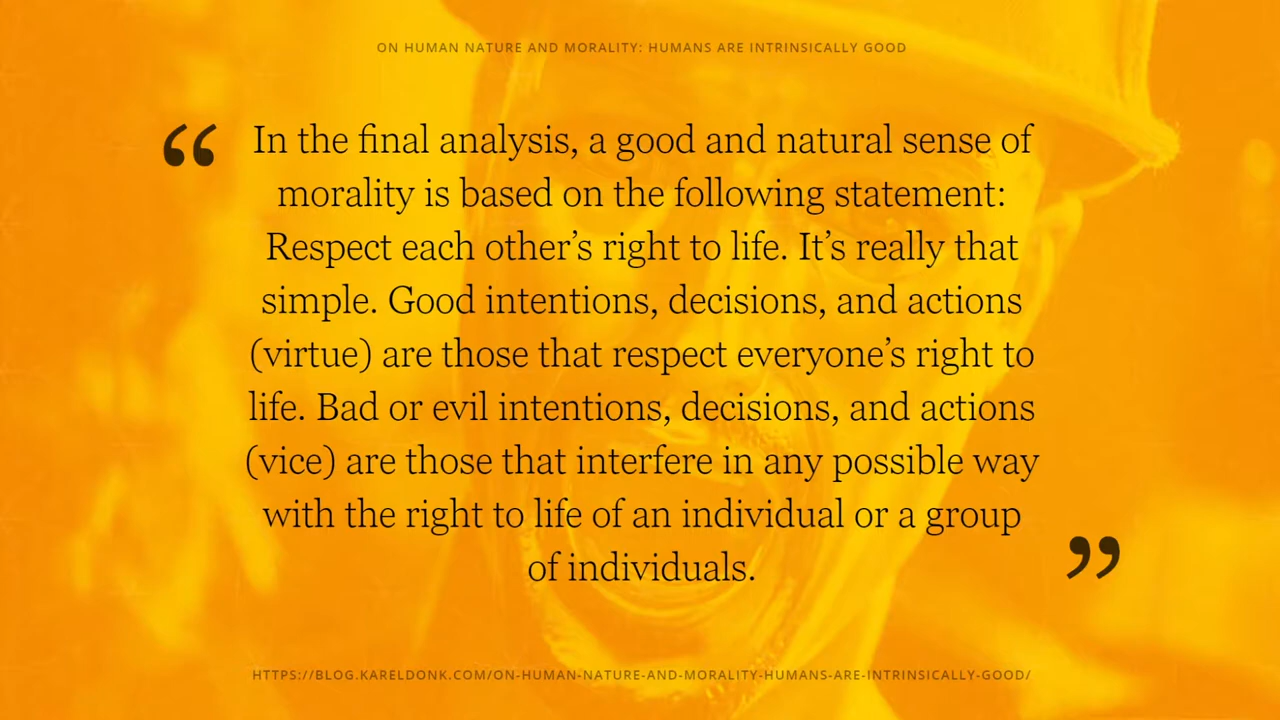 ON HUMAN NATURE AND MORALITY: HUMANS ARE INTRINSICALLY GOOD
“ In the final analysis, a good and natural sense of
morality is based on the following statement:
Respect each other’s right to life. It’s really that
simple. Good intentions, decisions, and actions
(virtue) are those that respect everyone’s right to
life. Bad or evil intentions, decisions, and actions
(vice) are those that interfere in any possible way
with the right to life of an individual or a group
of individuals. ”
HTTPS://BLOG.KARELDONK.COM/ON-HUMAN-NATURE-AND-MORALITY-HUMANS-ARE-INTRINSICALLY-GOOD/